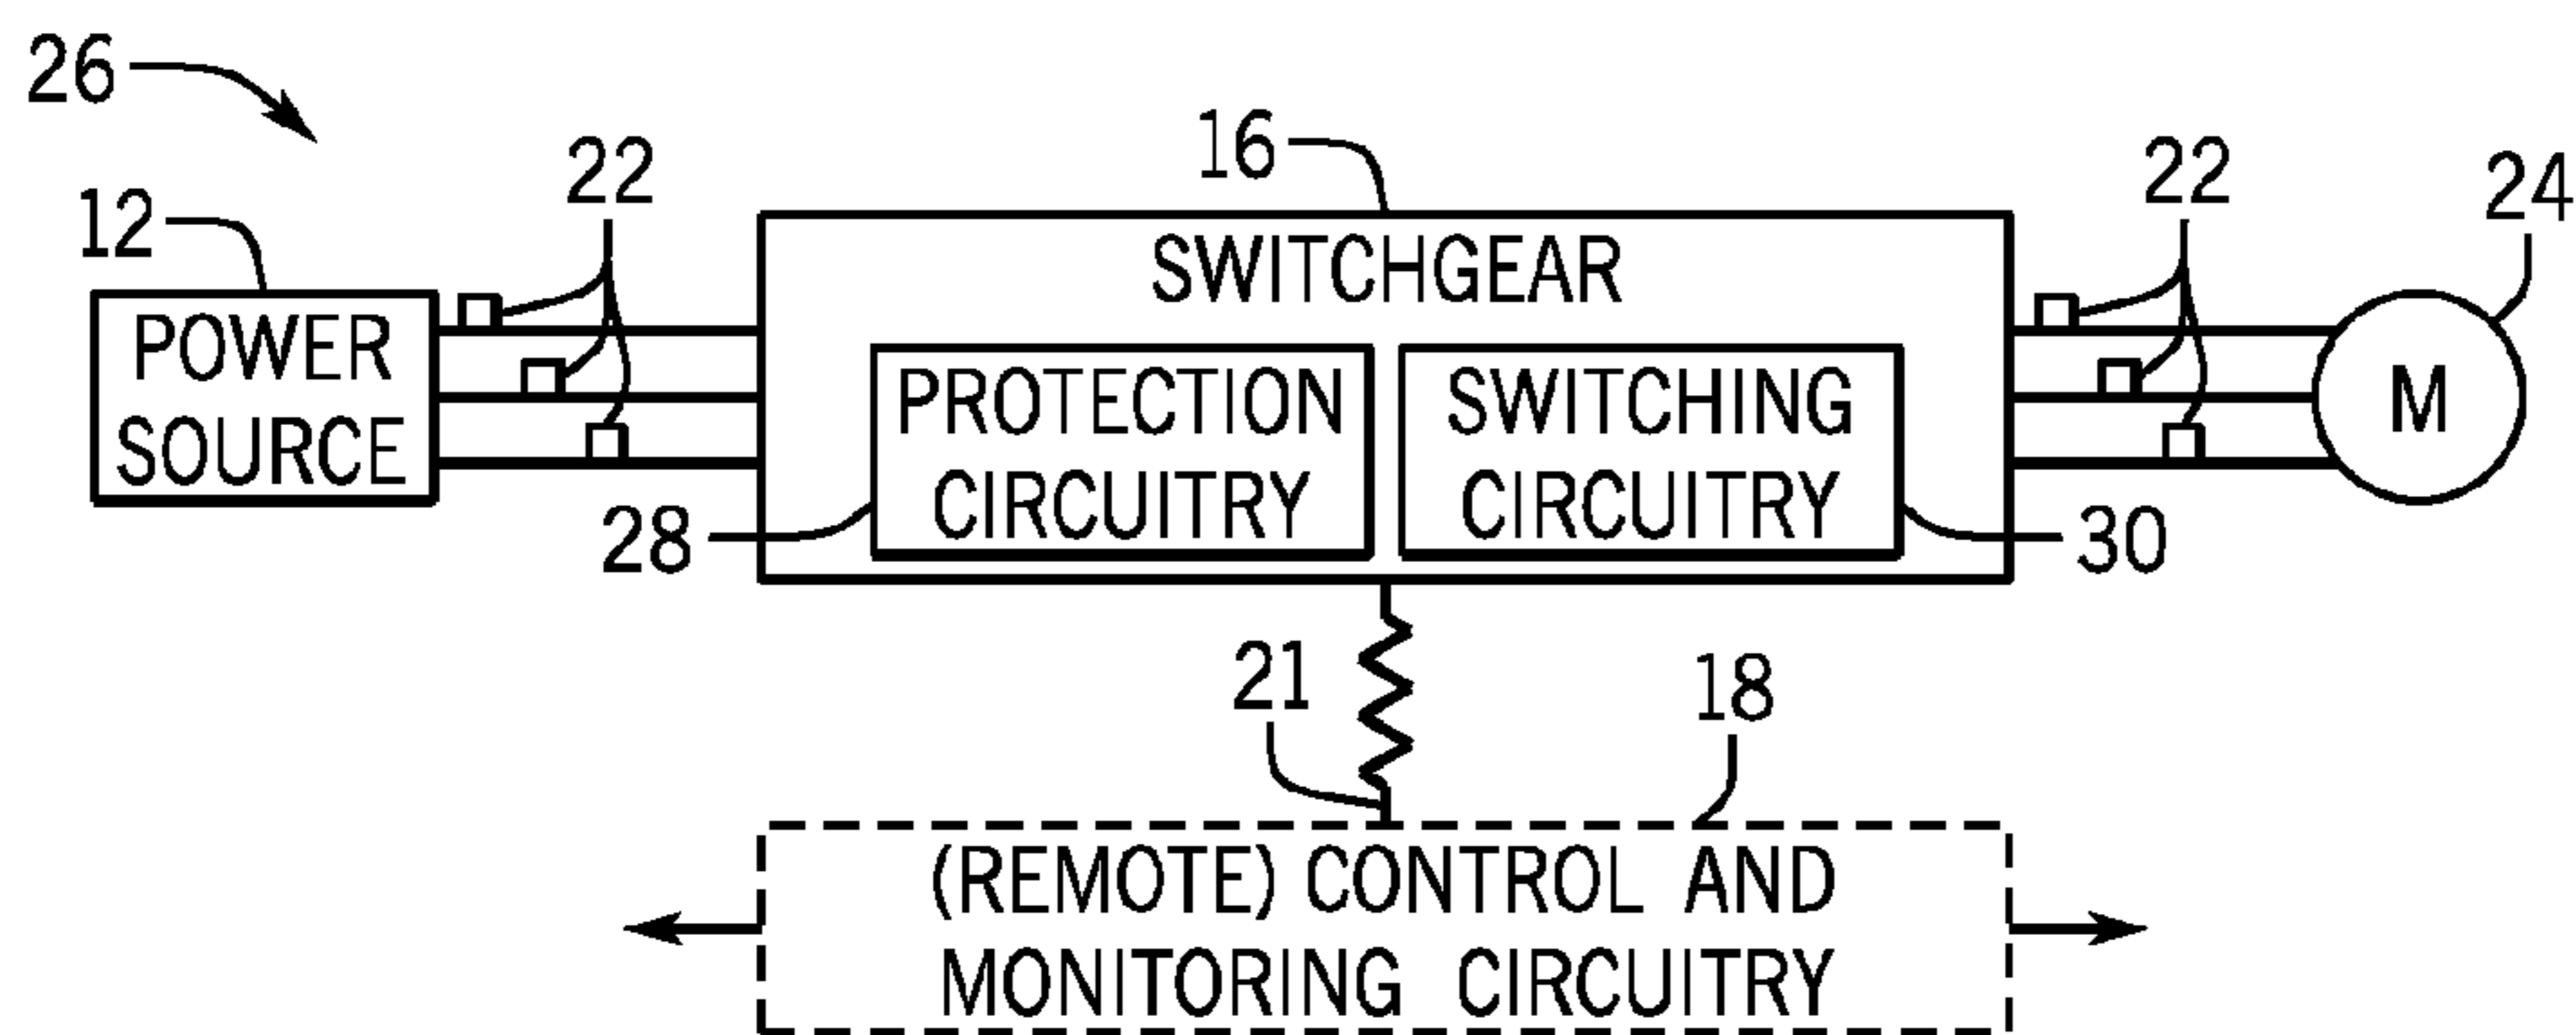 26
12
22
16
22
24
POWER
SOURCE
SWITCHGEAR
PROTECTION
CIRCUITRY
SWITCHING
CIRCUITRY
M
28
30
21
18
(REMOTE) CONTROL AND
MONITORING CIRCUITRY